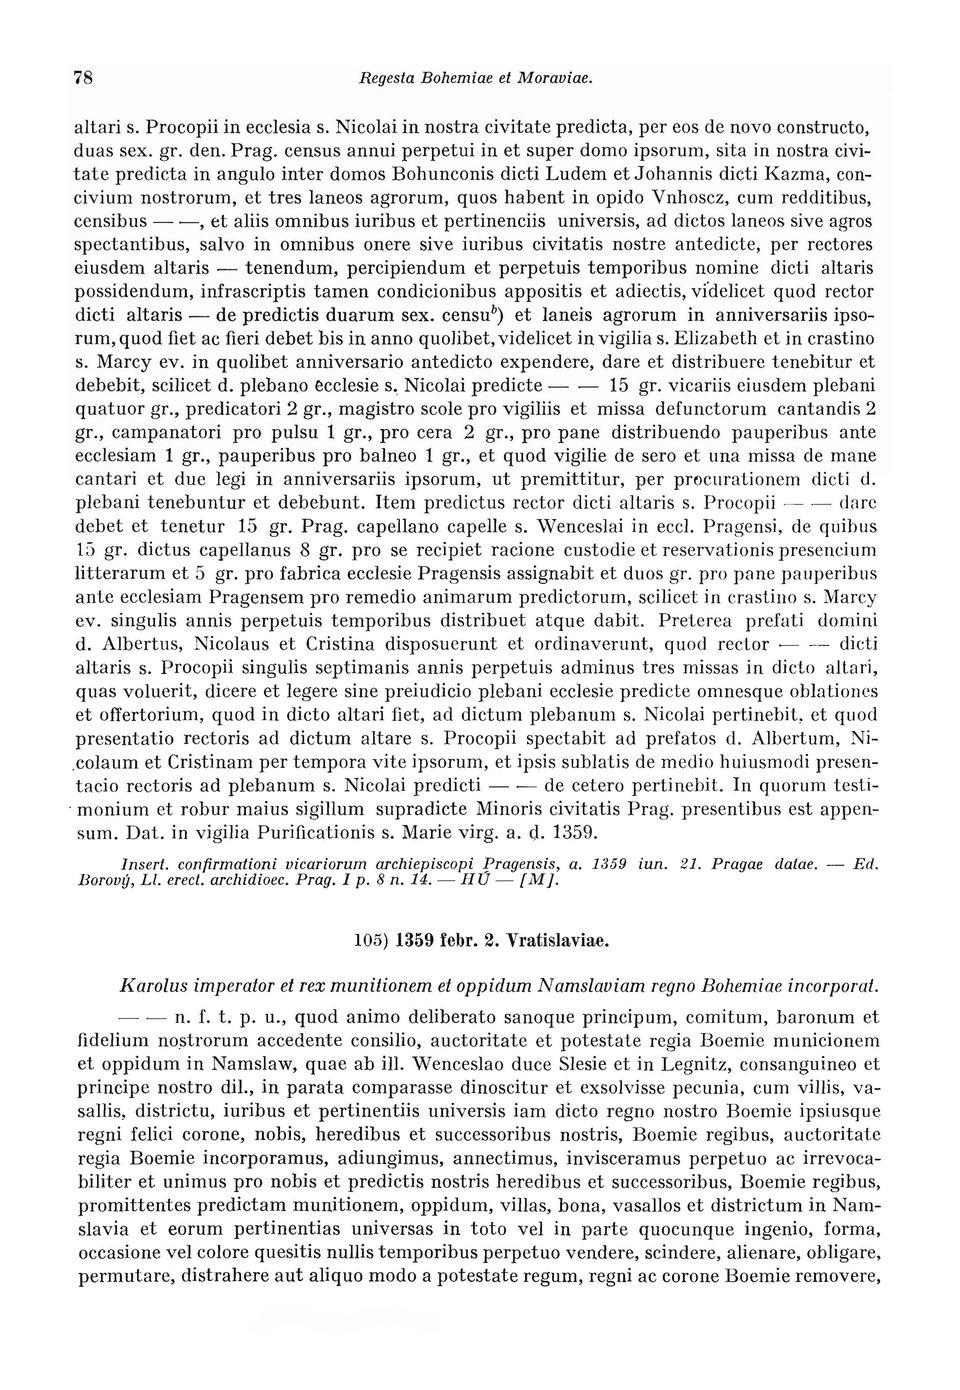 78 Regesta Bohemiae et Moraviae.
altari s. Procopii in ecclesia s. Nicolai in nostra civitate predicta, per eos de novo constructo,
duas sex. gr. den. Prag. census annui perpetui in et super domo ipsorum, sita in nostra civi-
tate predicta in angulo inter domos Bohunconis dicti Ludem et Johannis dicti Kazma, con-
civium nostrorum, et tres laneos agrorum, quos habent in opido Vnhoscz, cum redditibus,
censibus — —, et aliis omnibus iuribus et pertinenciis universis, ad dictos laneos sive agros
spectantibus, salvo in omnibus onere sive iuribus civitatis nostre antedicte, per rectores
eiusdem altaris — tenendum, percipiendum et perpetuis temporibus nomine dicti altaris
possidendum, infrascriptis tamen condicionibus appositis et adiectis, videlicet quod rector
dicti altaris — de predictis duarum sex. censu b) et laneis agrorum in anniversariis ipso-
rum, quod fiet ac fieri debet bis in anno quolibet, videlicet in vigilia s. Elizabeth et in crastino
s. Marcy ev. in quolibet anniversario antedicto expendere, dare et distribuere tenebitur et
debebit, scilicet d. plebano ecclesie s. Nicolai predicte — — 15 gr. vicariis eiusdem plebani
quatuor gr., predicatori 2 gr., magistro scole pro vigiliis et missa defunctorum cantandis 2
gr., campanatori pro pulsu 1 gr., pro cera 2 gr., pro pane distribuendo pauperibus ante
ecclesiam 1 gr., pauperibus pro balneo 1 gr., et quod vigilie de sero et una missa de mane
cantari et due legi in anniversariis ipsorum, ut premittitur, per procurationem dicti d.
plebani tenebuntur et debebunt. Item predictus rector dicti altaris s. Procopii — — dare
debet et tenetur 15 gr. Prag. capellano capelle s. Wenceslai in eccl. Pragensi, de quibus
15 gr. dictus capellanus 8 gr. pro se recipiet racione custodie et reservationis presencium
litterarum et 5 gr. pro fabrica ecclesie Pragensis assignabit et duos gr. pro pane pauperibus
ante ecclesiam Pragensem pro remedio animarum predictorum, scilicet in crastino s. Marcy
ev. singulis annis perpetuis temporibus distribuet atque dabit. Preterea prefati domini
d. Albertus, Nicolaus et Cristina disposuerunt et ordinaverunt, quod rector — — dicti
altaris s. Procopii singulis septimanis annis perpetuis adminus tres missas in dicto altari,
quas voluerit, dicere et legere sine preiudicio plebani ecclesie predicte omnesque oblationes
et offertorium, quod in dicto altari fiet, ad dictum plebanum s. Nicolai pertinebit, et quod
presentatio rectoris ad dictum altare s. Procopii spectabit ad prefatos d. Albertum, Ni-
colaum et Cristinam per tempora vite ipsorum, et ipsis sublatis de medio huiusmodi presen-
tacio rectoris ad plebanum s. Nicolai predicti — — de cetero pertinebit. In quorum testi-
monium et robur maius sigillum supradicte Minoris civitatis Prag. presentibus est appen-
sum. Dat. in vigilia Purificationis s. Marie virg. a. d. 1359.
Insert. confirmationi vicariorum archiepiscopi Pragensis, a. 1359 iun. 21. Pragae datae. — Ed.
Borový, Ll. erect. archidioec. Prag. I p. 8 n. 14. — HÚ — [M].
105) 1359 febr. 2. Vratislaviae.
Karolus imperator et rex munitionem et oppidum Namslaviam regno Bohemiae incorporat.
— — n. f. t. p. u., quod animo deliberato sanoque principum, comitum, baronum et
fidelium nostrorum accedente consilio, auctoritate et potestate regia Boemie municionem
et oppidum in Namslaw, quae ab ill. Wenceslao duce Slesie et in Legnitz, consanguineo et
principe nostro dil., in parata comparasse dinoscitur et exsolvisse pecunia, cum villis, va-
sallis, districtu, iuribus et pertinentiis universis iam dicto regno nostro Boemie ipsiusque
regni felici corone, nobis, heredibus et successoribus nostris, Boemie regibus, auctoritate
regia Boemie incorporamus, adiungimus, annectimus, invisceramus perpetuo ac irrevoca-
biliter et unimus pro nobis et predictis nostris heredibus et successoribus, Boemie regibus,
promittentes predictam munitionem, oppidum, villas, bona, vasallos et districtum in Nam-
slavia et eorum pertinentias universas in toto vel in parte quocunque ingenio, forma,
occasione vel colore quesitis nullis temporibus perpetuo vendere, scindere, alienare, obligare,
permutare, distrahere aut aliquo modo a potestate regum, regni ac corone Boemie removere,